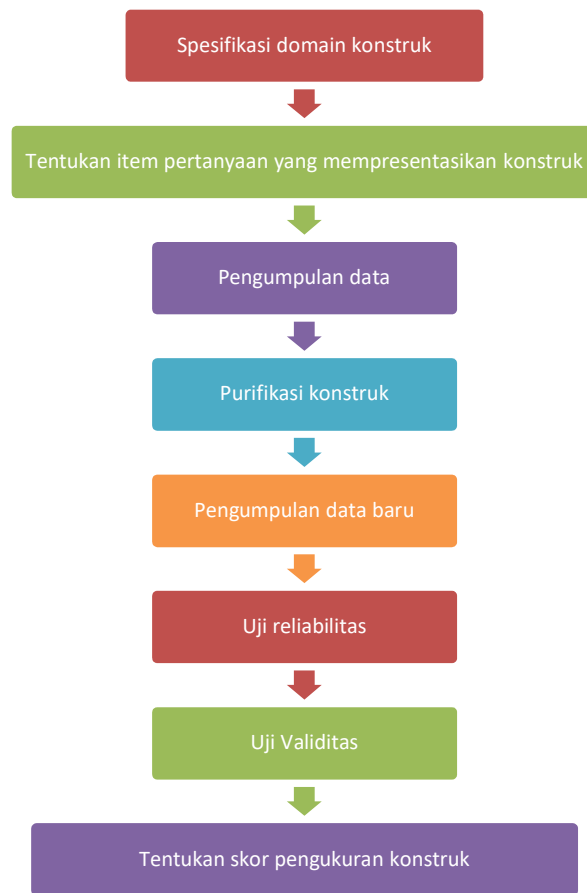 Spesifikasi domain konstruk
Tentukan item pertanyaan yang mempresentasikan konstruk
Pengumpulan data
Purifikasi konstruk
Pengumpulan data baru
Uji reliabilitas
Uji Validitas
Tentukan skor pengukuran konstruk